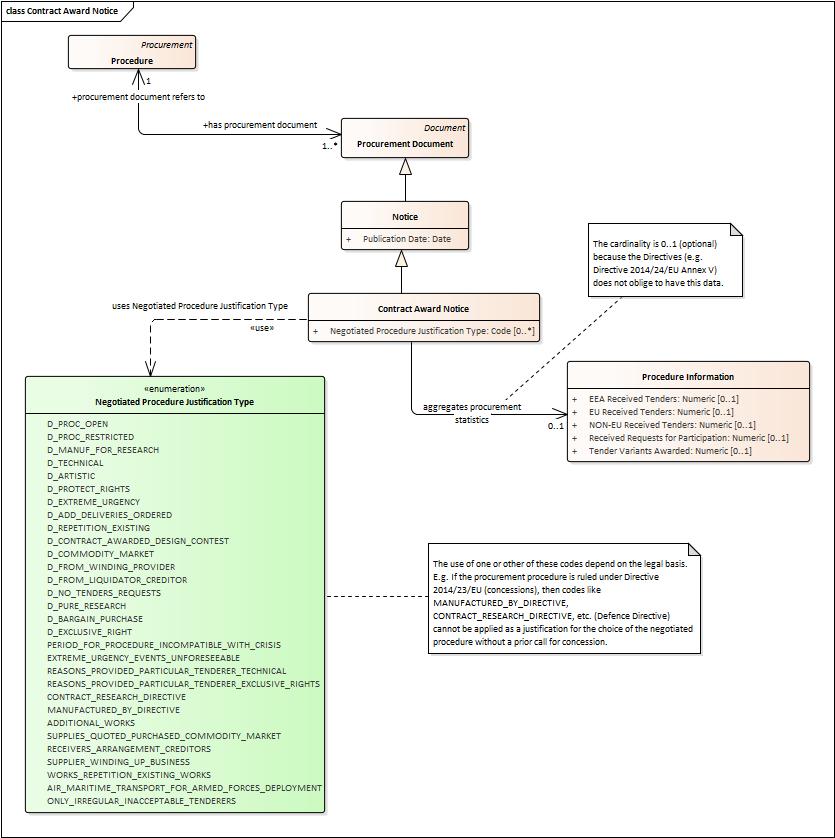 class Contract Award Notice
Procurement
Procedure
1
+procurement document refers to
+has procurement document
1..*
Document
Procurement Document
Notice
+ Publication Date: Date
The cardinality is 0..1 (optional)
because the Directives (e.g.
Directive 2014/24/EU Annex V)
does not oblige to have this data.
Contract Award Notice
+ Negotiated Procedure Justification Type: Code [0..*]
uses Negotiated Procedure Justification Type
«use»
Procedure Information
+ EEA Received Tenders: Numeric [0..1]
+ EU Received Tenders: Numeric [0..1]
+ NON-EU Received Tenders: Numeric [0..1]
+ Received Requests for Participation: Numeric [0..1]
+ Tender Variants Awarded: Numeric [0..1]
aggregates procurement
statistics
0..1
«enumeration»
Negotiated Procedure Justification Type
D_PROC_OPEN
D_PROC_RESTRICTED
D_MANUF_FOR_RESEARCH
D_TECHNICAL
D_ARTISTIC
D_PROTECT_RIGHTS
D_EXTREME_URGENCY
D_ADD_DELIVERIES_ORDERED
D_REPETITION_EXISTING
D_CONTRACT_AWARDED_DESIGN_CONTEST
D_COMMODITY_MARKET
D_FROM_WINDING_PROVIDER
D_FROM_LIQUIDATOR_CREDITOR
D_NO_TENDERS_REQUESTS
D_PURE_RESEARCH
D_BARGAIN_PURCHASE
D_EXCLUSIVE_RIGHT
PERIOD_FOR_PROCEDURE_INCOMPATIBLE_WITH_CRISIS
EXTREME_URGENCY_EVENTS_UNFORESEEABLE
REASONS_PROVIDED_PARTICULAR_TENDERER_TECHNICAL
REASONS_PROVIDED_PARTICULAR_TENDERER_EXCLUSIVE_RIGHTS
CONTRACT_RESEARCH_DIRECTIVE
MANUFACTURED_BY_DIRECTIVE
ADDITIONAL_WORKS
SUPPLIES_QUOTED_PURCHASED_COMMODITY_MARKET
RECEIVERS_ARRANGEMENT_CREDITORS
SUPPLIER_WINDING_UP_BUSINESS
WORKS_REPETITION_EXISTING_WORKS
AIR_MARITIME_TRANSPORT_FOR_ARMED_FORCES_DEPLOYMENT
ONLY_IRREGULAR_INACCEPTABLE_TENDERERS
The use of one or other of these codes depend on the legal basis.
E.g. If the procurement procedure is ruled under Directive
2014/23/EU (concessions), then codes like
MANUFACTURED_BY_DIRECTIVE,
CONTRACT_RESEARCH_DIRECTIVE, etc. (Defence Directive)
cannot be applied as a justification for the choice of the negotiated
procedure without a prior call for concession.